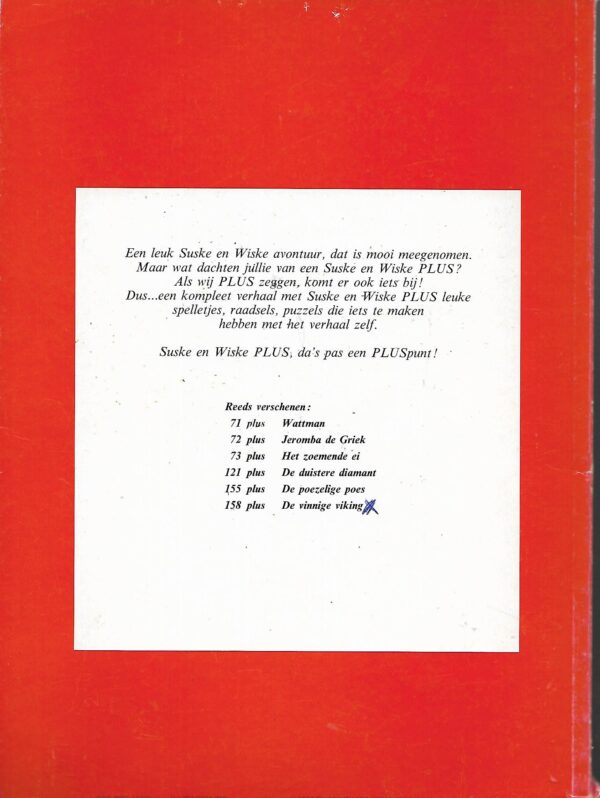 Een leuk Suske en Wiske avontuur, dat is mooi meegenomen.
Maar wat dachten jullie van een Suske en Wiske PLUS?
Als wij PLUS zeggen, komt er ook iets bij!
Dus...een kompleet verhaal met Suske en Wiske PLUS leuke
spelletjes, raadsels, puzzels die iets te maken
hebben met het verhaal zelf.
Suske en Wiske PLUS, da's pas een PLUSpunt!
Reeds verschenen:
71 plus Wattman
72 plus Jeromba de Griek
73 plus Het zoemende ei
121 plus De duistere diamant
155 plus De poezelige poes
158 plus De vinnige viking